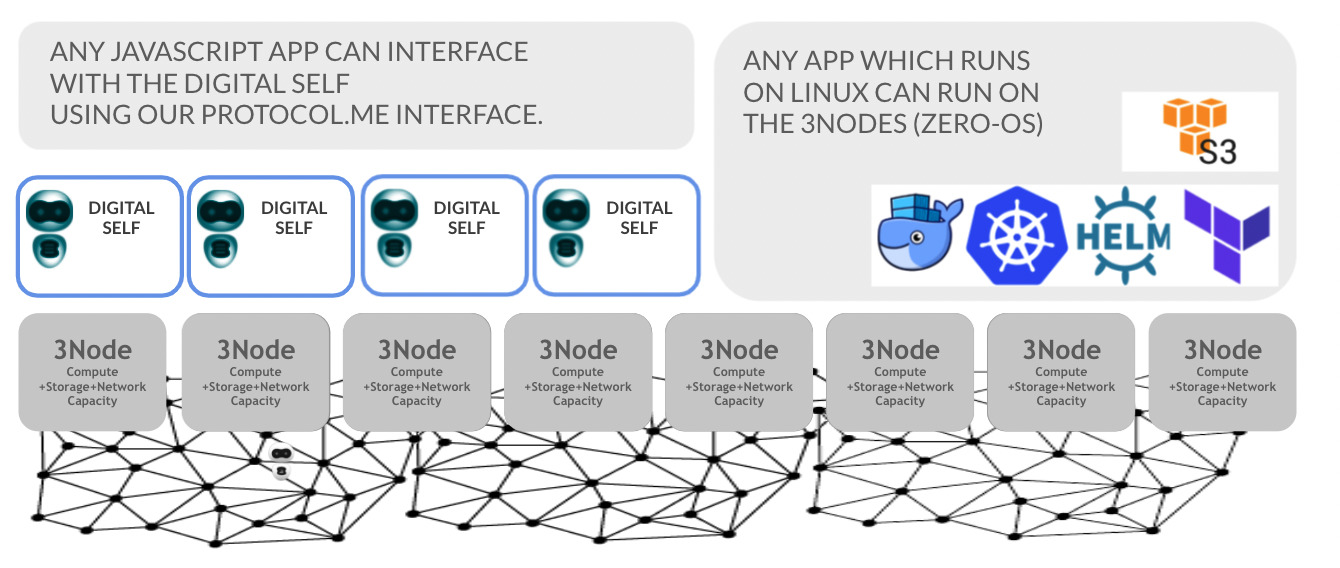 ANY JAVASCRIPT APP CAN INTERFACE
WITH THE DIGITAL SELF
USING OUR PROTOCOL.ME INTERFACE.
ANY APP WHICH RUNS
ON LINUX CAN RUN ON
THE 3NODES (ZERO-OS)
S3
HELM
DIGITAL
SELF
DIGITAL
SELF
DIGITAL
SELF
DIGITAL
SELF
3Node
Compute
+Storage+Network
Capacity
3Node
Compute
+Storage+Network
Capacity
3Node
Compute
+Storage+Network
Capacity
3Node
Compute
+Storage+Network
Capacity
3Node
Compute
+Storage+Network
Capacity
3Node
Compute
+Storage+Network
Capacity
3Node
Compute
+Storage+Network
Capacity
3Node
Compute
+Storage+Network
Capacity